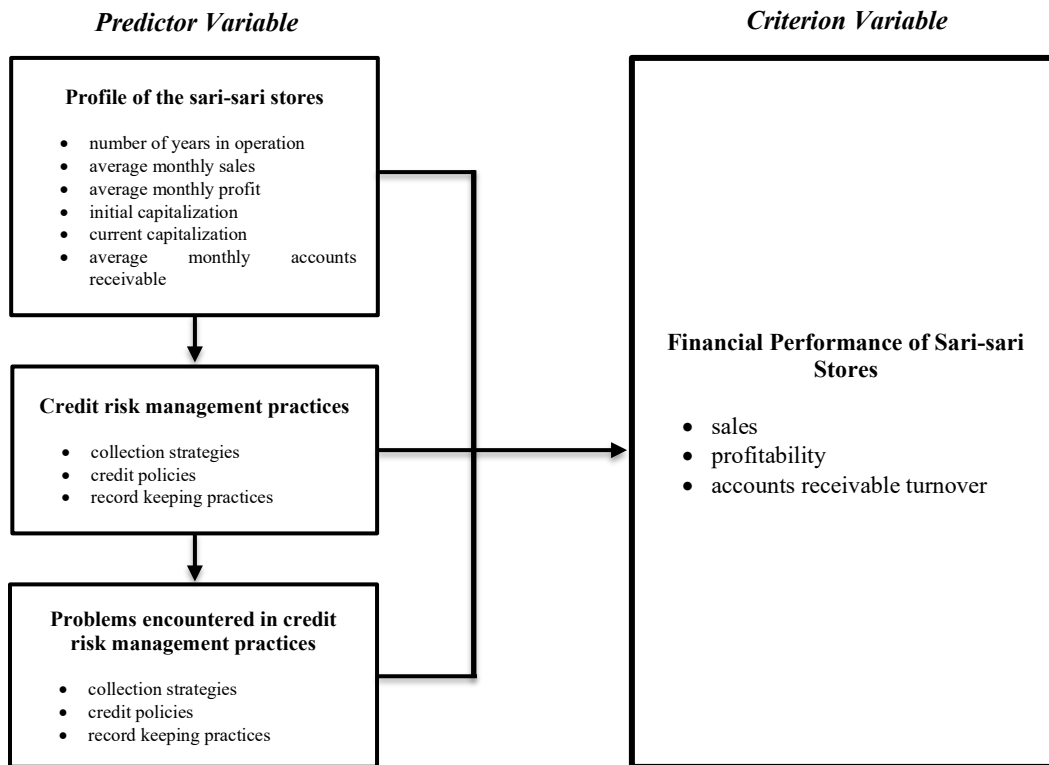 Predictor Variable
Profile of the sari-sari stores
• number of years in operation
• average monthly sales
• average monthly profit
• initial capitalization
• current capitalization
• average monthly accounts
receivable
Credit risk management practices
• collection strategies
• credit policies
• record keeping practices
Problems encountered in credit
risk management practices
• collection strategies
• credit policies
• record keeping practices
Criterion Variable
Financial Performance of Sari-sari
Stores
• sales
• profitability
• accounts receivable turnover